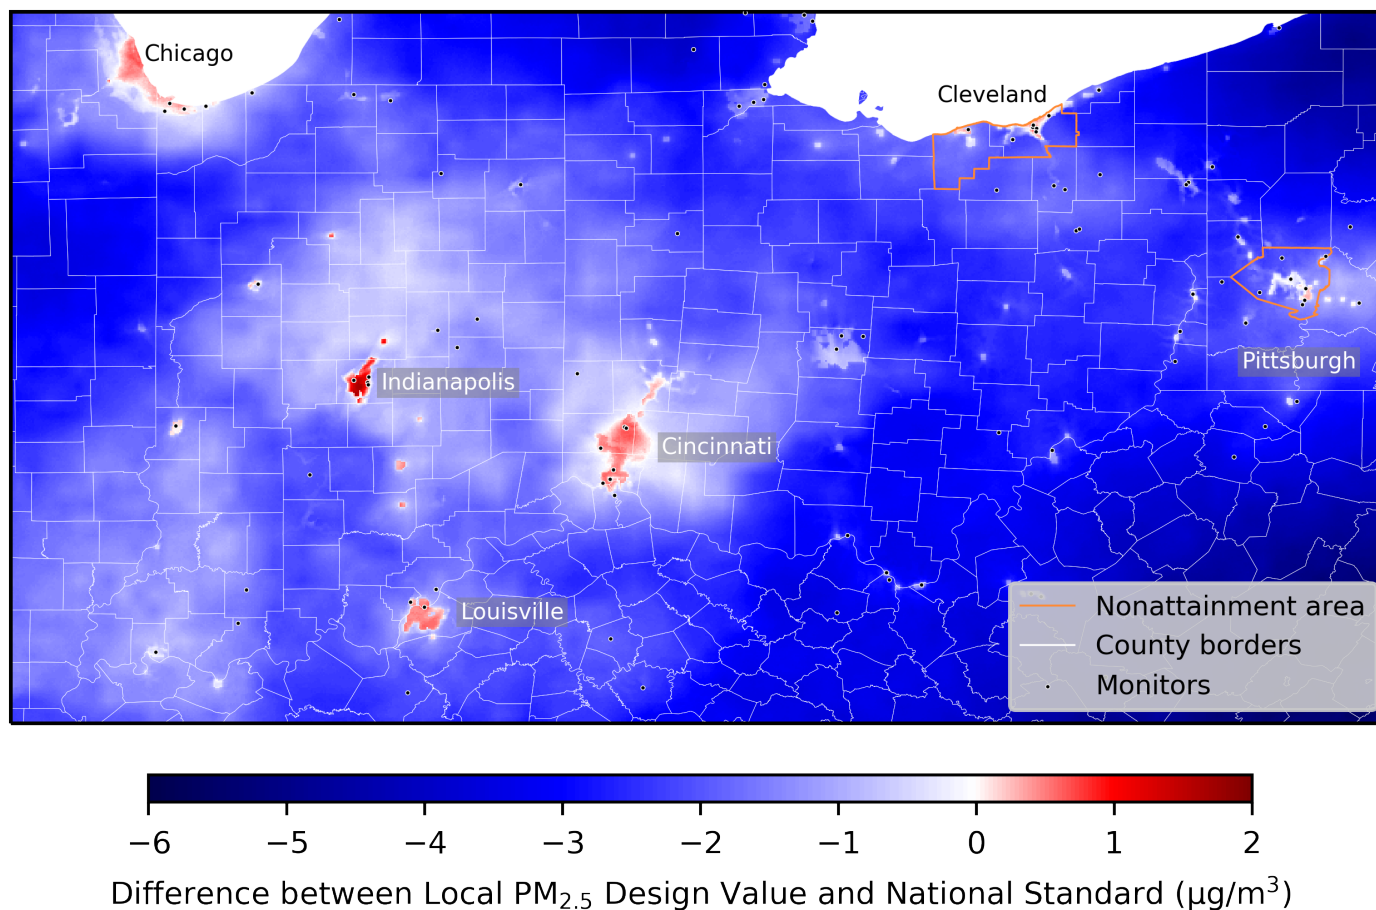 Chicago
Cleveland
Pittsburgh
Indianapolis
Cincinnati
Louisville
Nonattainment area
County borders
Monitors
−6 −5 −4 −3 −2 −1 0 1 2
Difference between Local PM₂.₅ Design Value and National Standard (μg/m³)